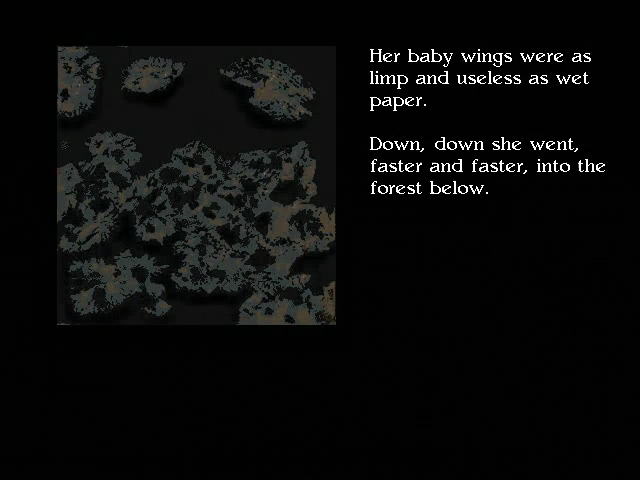 Her baby wings were as
limp and useless as wet
paper.
Down, down she went,
faster and faster, into the
forest below.